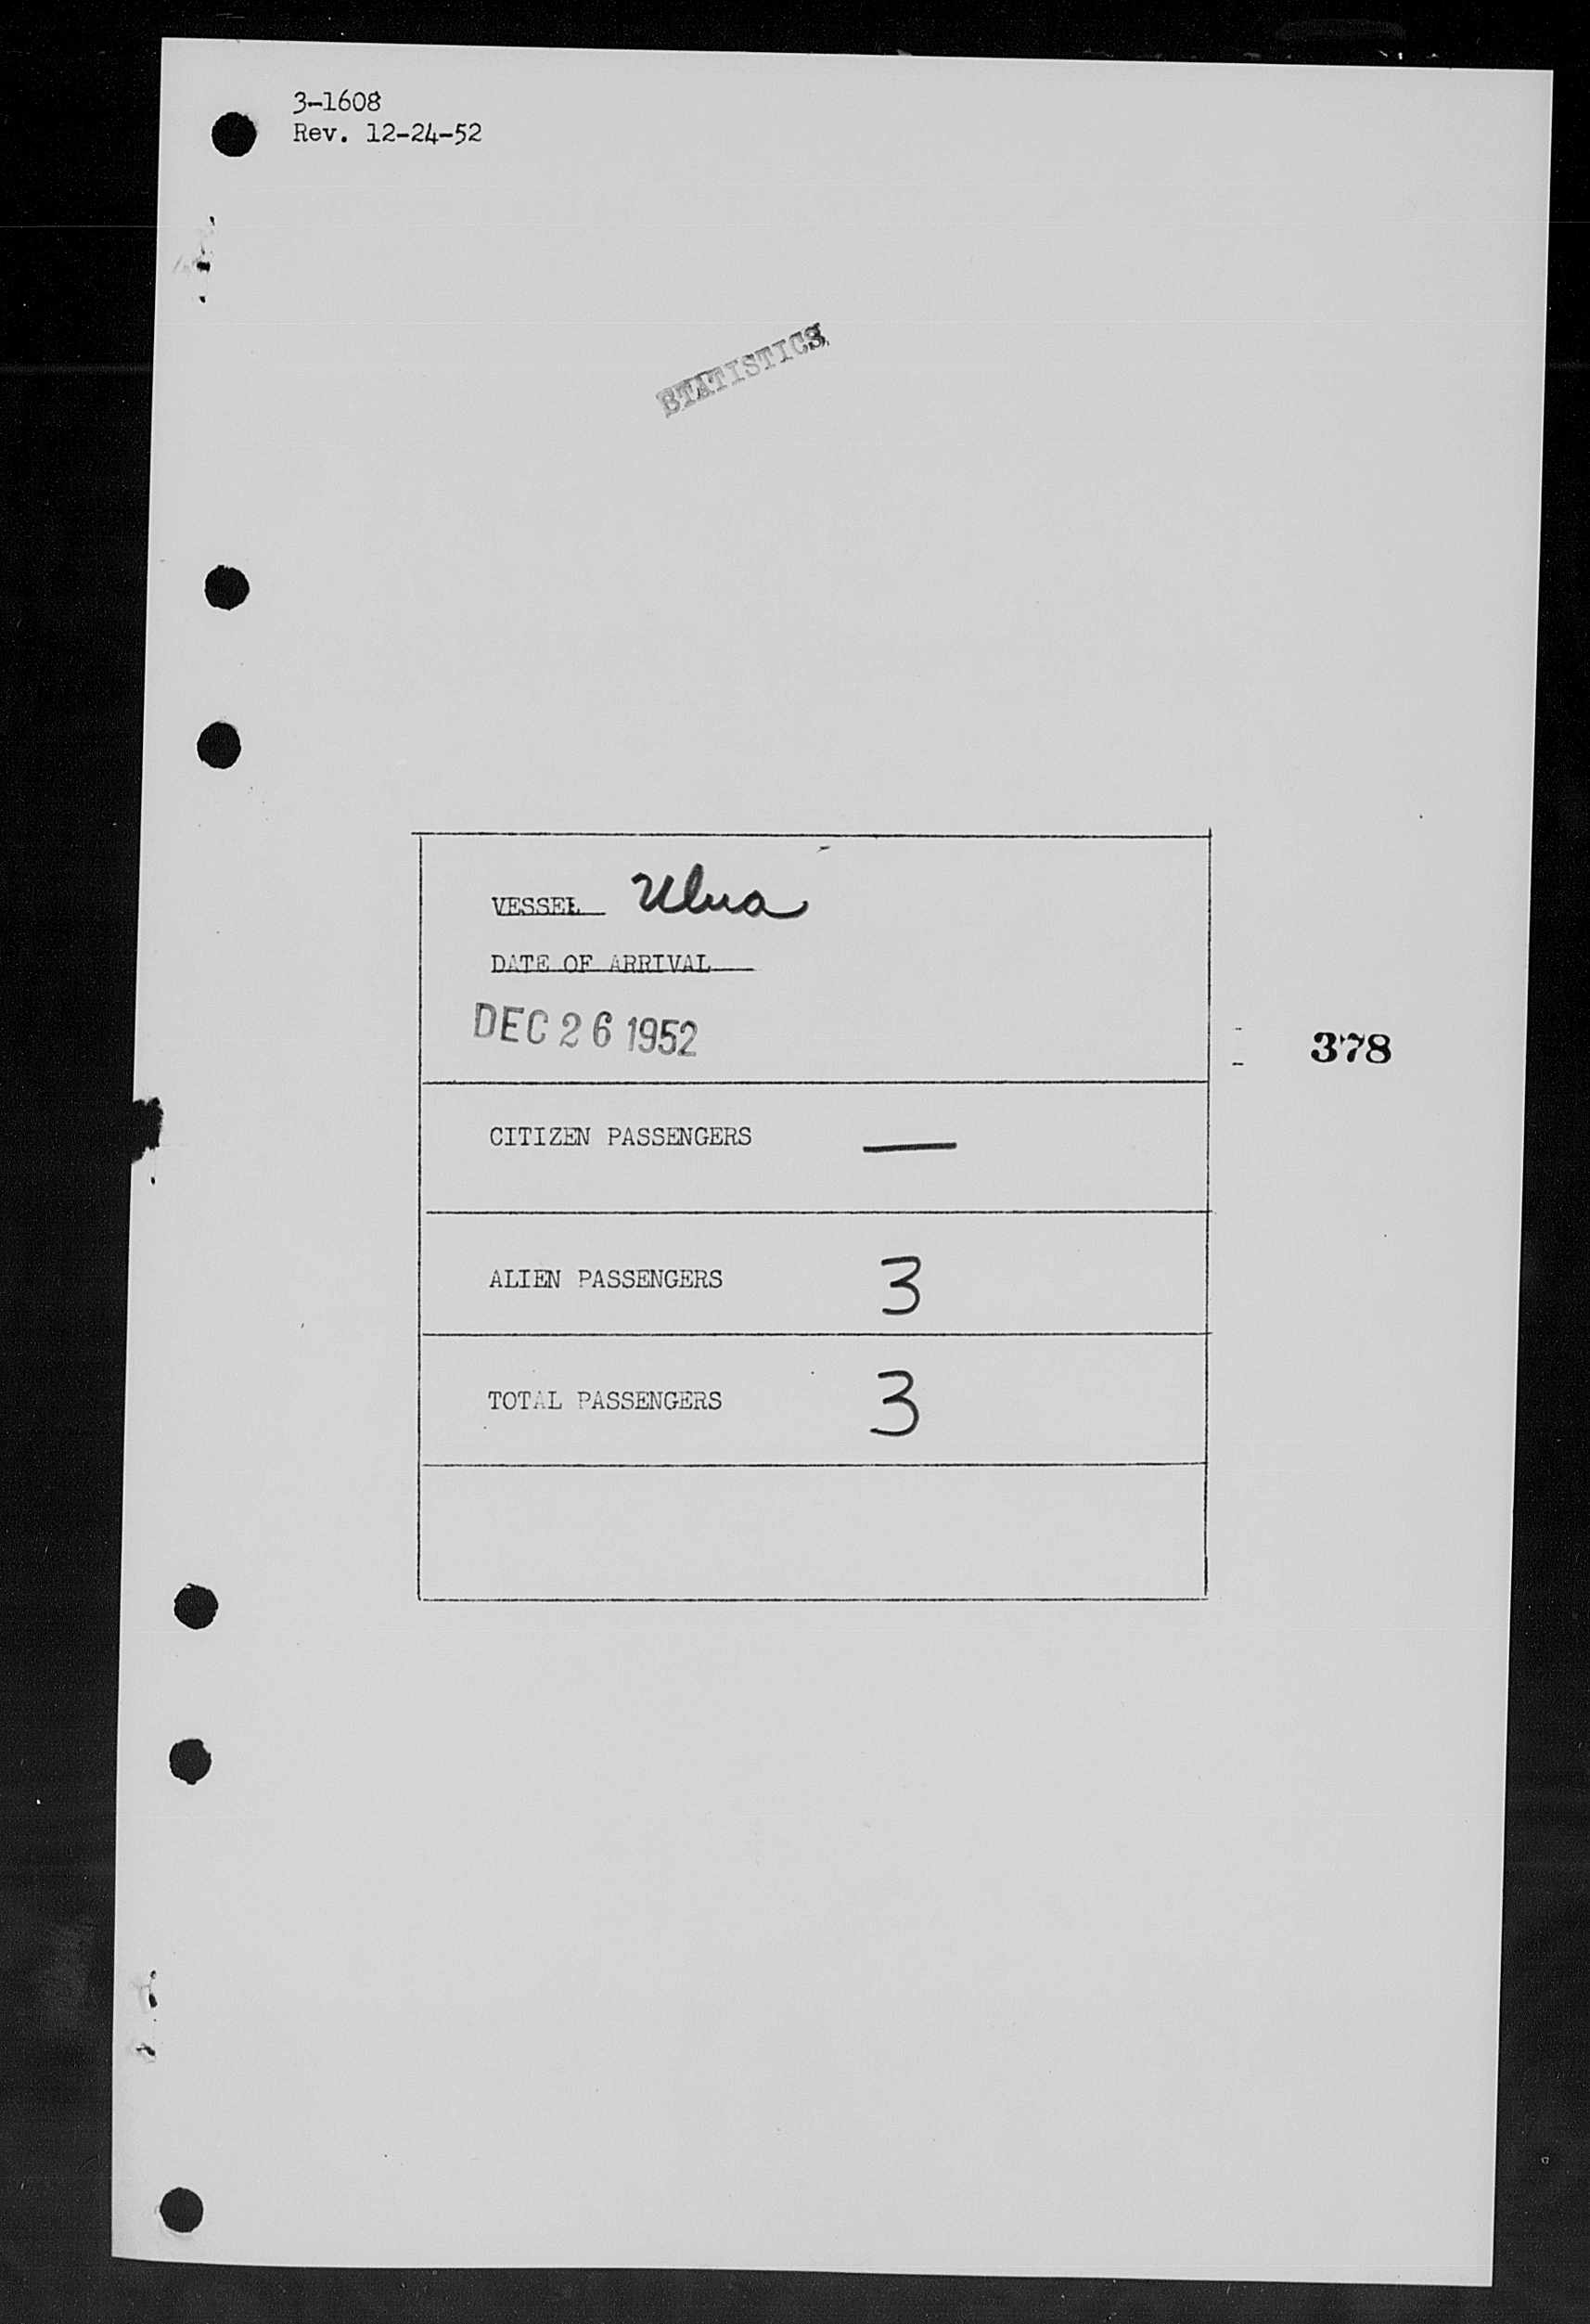 3-1608
Rev. 12-24-52
STATISTICS
VESSEL Ulua
DATE OF ARRIVAL
DEC 26 1952
378
CITIZEN PASSENGERS —
ALIEN PASSENGERS 3
TOTAL PASSENGERS 3